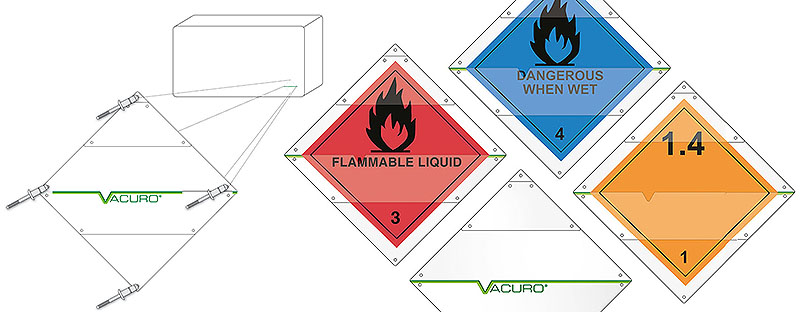 VACURO®
FLAMMABLE LIQUID
3
DANGEROUS
WHEN WET
4
VACURO®
1.4
1